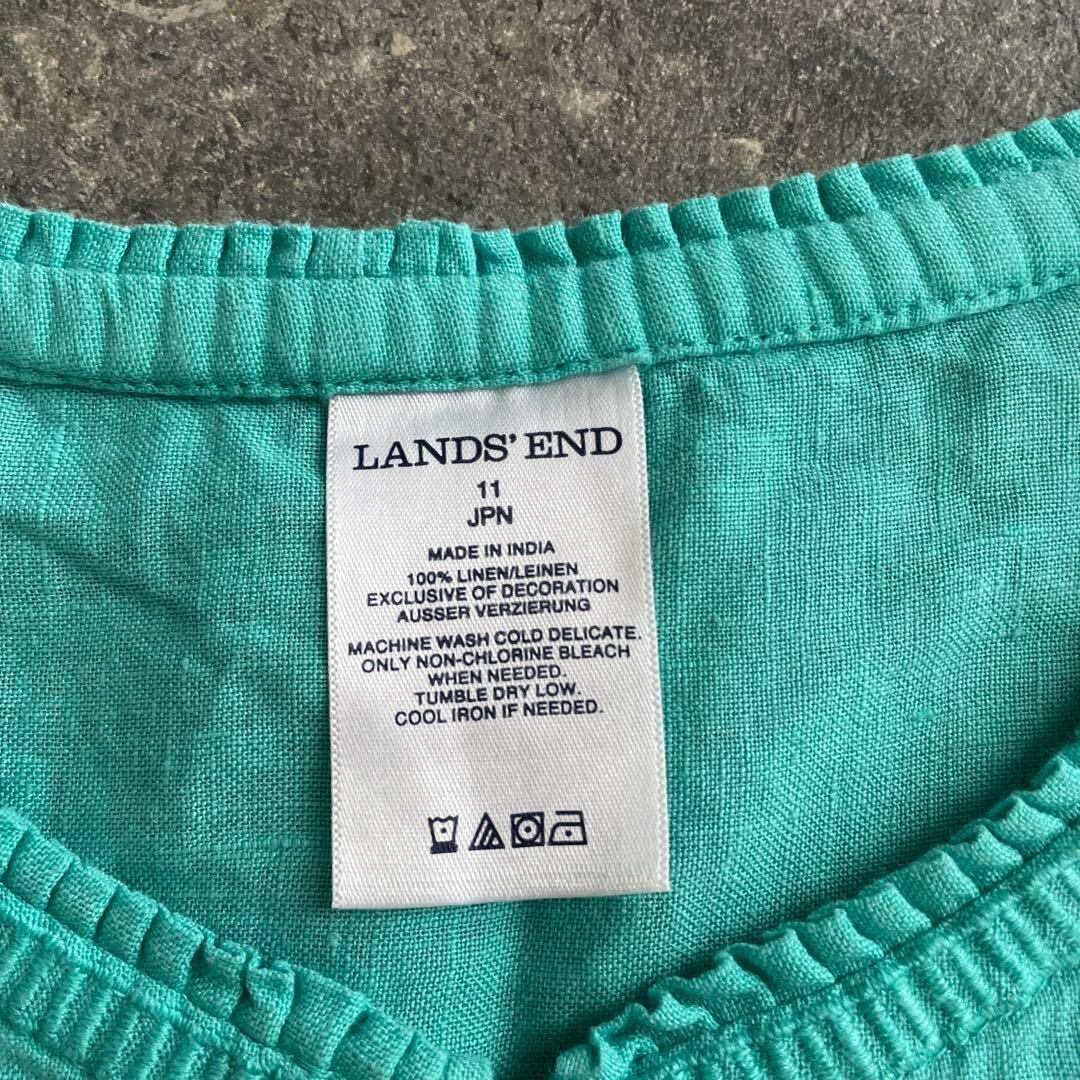 LANDS' END
11
JPN
MADE IN INDIA
100% LINEN/LEINEN
EXCLUSIVE OF DECORATION
AUSSER VERZIERUNG
MACHINE WASH COLD DELICATE.
ONLY NON-CHLORINE BLEACH
WHEN NEEDED.
TUMBLE DRY LOW.
COOL IRON IF NEEDED.